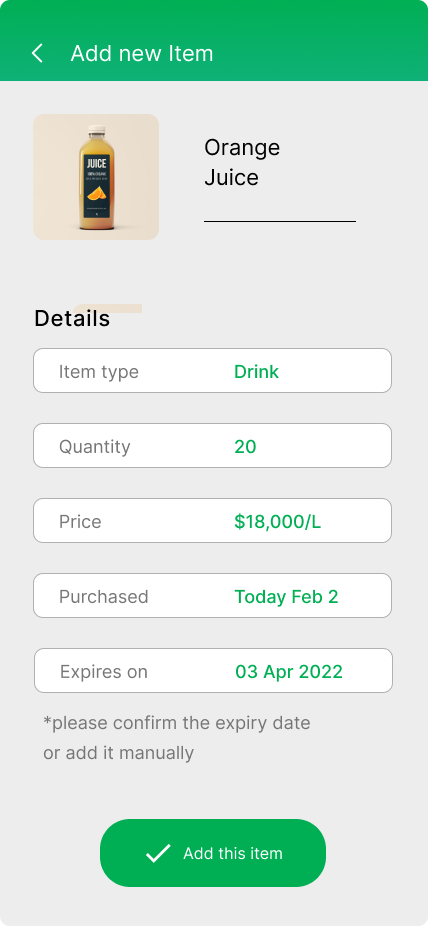 Add new Item
JUICE
100% ORGANIC
Orange
Juice
Details
Item type Drink
Quantity 20
Price $18,000/L
Purchased Today Feb 2
Expires on 03 Apr 2022
*please confirm the expiry date
or add it manually
Add this item